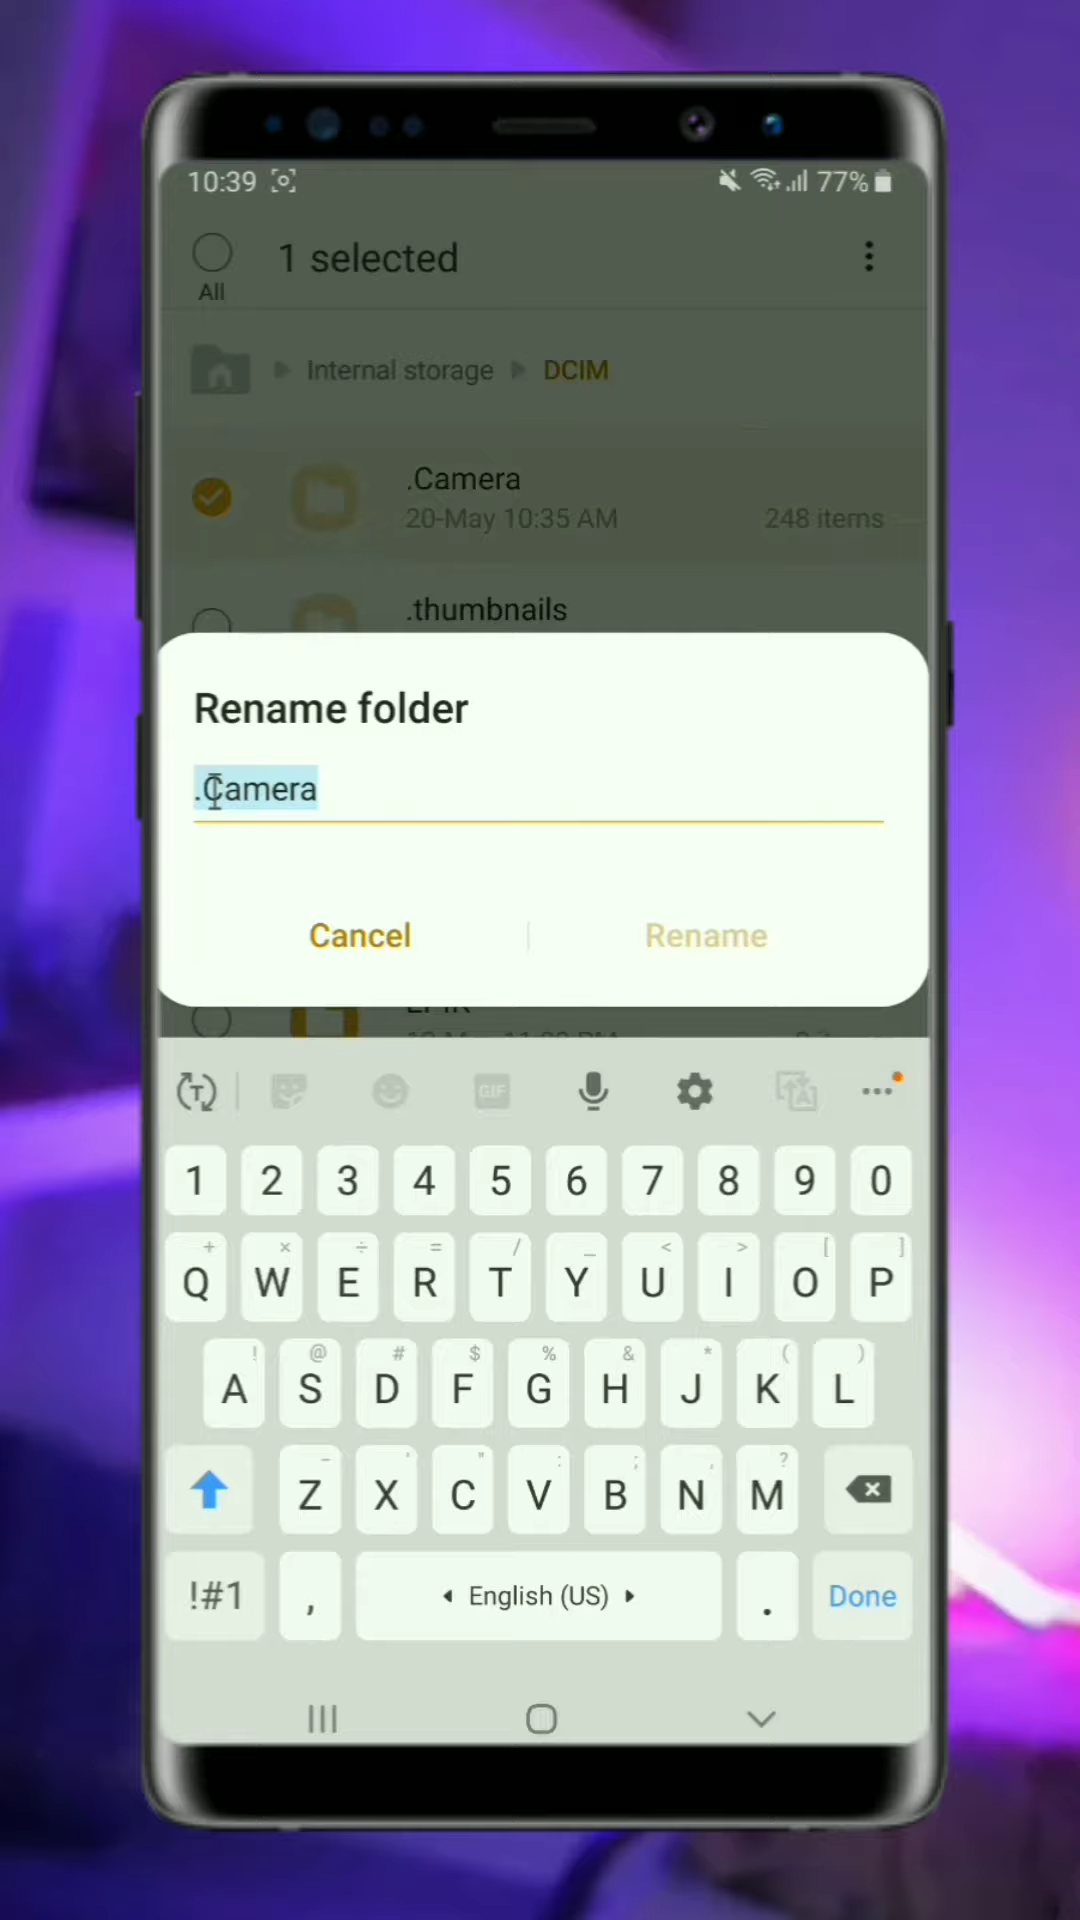 10:39 77%
1 selected
All
Internal storage DCIM
.Camera
20-May 10:35 AM 248 items
.thumbnails
Rename folder
.Camera
Cancel Rename
GIF
1 2 3 4 5 6 7 8 9 0
+ × ÷ = / _ < > [ ]
Q W E R T Y U I O P
! @ # $ % & * ( )
A S D F G H J K L
- ' " : ; , ?
Z X C V B N M
!#1 , English (US) . Done